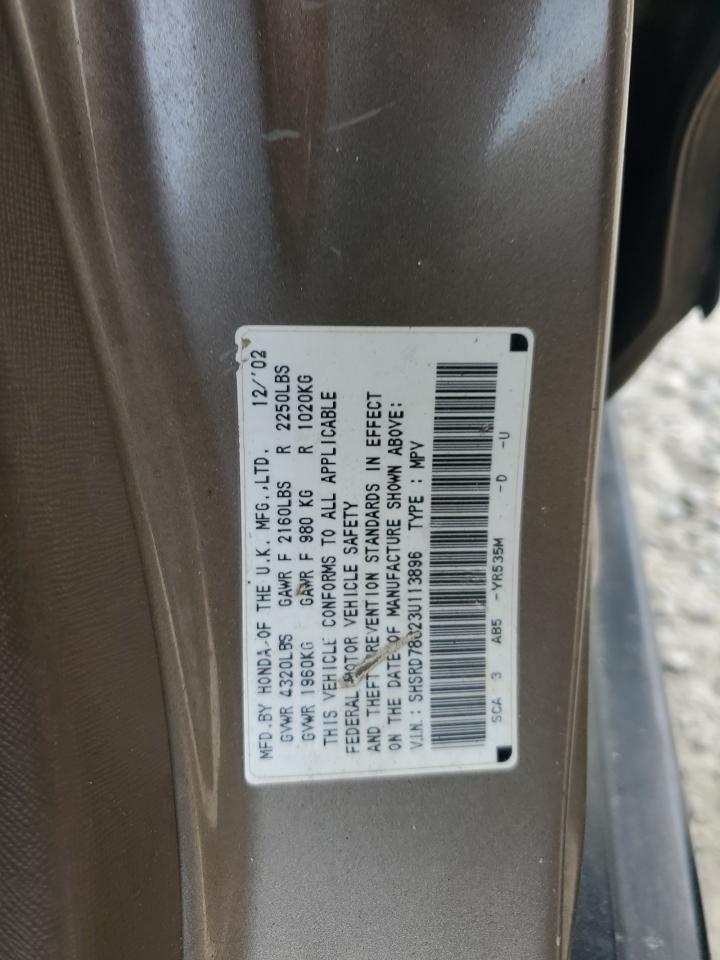 MFD. BY HONDA OF THE U.K. MFG., LTD. 12/'02
GVWR 4320LBS GAWR F 2160LBS R 2250LBS
GVWR 1960KG GAWR F 980 KG R 1020KG
THIS VEHICLE CONFORMS TO ALL APPLICABLE
FEDERAL MOTOR VEHICLE SAFETY
AND THEFT PREVENTION STANDARDS IN EFFECT
ON THE DATE OF MANUFACTURE SHOWN ABOVE:
V.I.N.: SHSRD78823U113896 TYPE : MPV
SCA 3 AB5 -YR535M -D -U